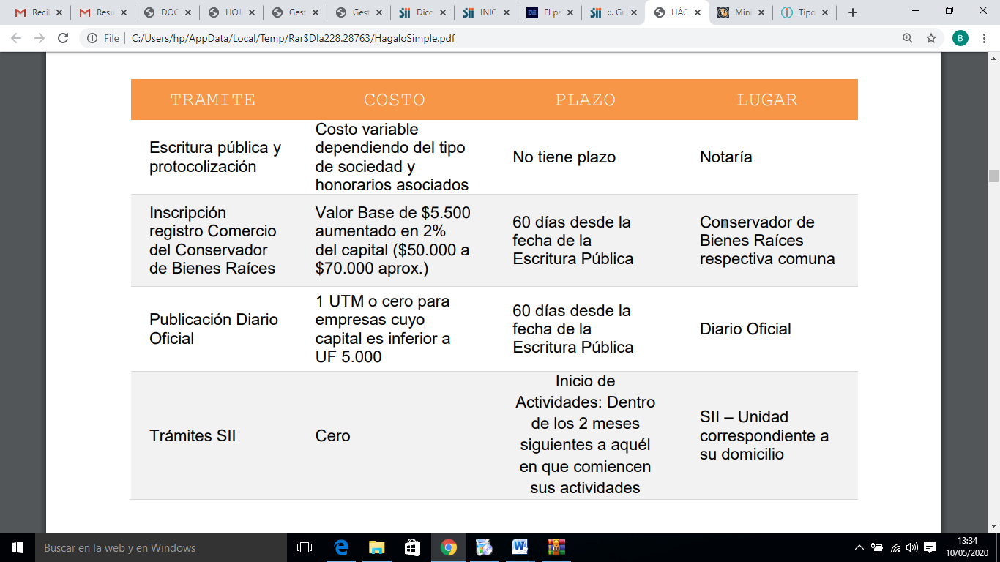 Recil
Resu
DOC
HOJ
Gest
Gest
Sii Dicc
Sii INIC
El pa
Sii ::. Gu
HÁG
Mini
Tipo
File
C:/Users/hp/AppData/Local/Temp/Rar$DIa228.28763/HagaloSimple.pdf
B
TRAMITE COSTO PLAZO LUGAR
Escritura pública y
protocolización
Costo variable
dependiendo del tipo
de sociedad y
honorarios asociados
No tiene plazo
Notaría
Inscripción
registro Comercio
del Conservador
de Bienes Raíces
Valor Base de $5.500
aumentado en 2%
del capital ($50.000 a
$70.000 aprox.)
60 días desde la
fecha de la
Escritura Pública
Conservador de
Bienes Raíces
respectiva comuna
Publicación Diario
Oficial
1 UTM o cero para
empresas cuyo
capital es inferior a
UF 5.000
60 días desde la
fecha de la
Escritura Pública
Diario Oficial
Trámites SII
Cero
Inicio de
Actividades: Dentro
de los 2 meses
siguientes a aquél
en que comiencen
sus actividades
SII – Unidad
correspondiente a
su domicilio
Buscar en la web y en Windows
13:34
10/05/2020